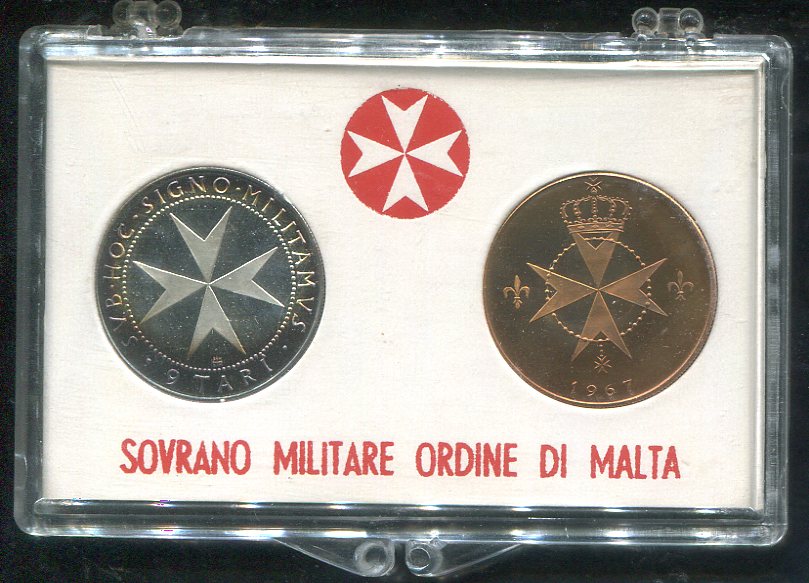 SVB·HOC·SIGNO·MILITAMVS·
9 TARI
1967
SOVRANO MILITARE ORDINE DI MALTA